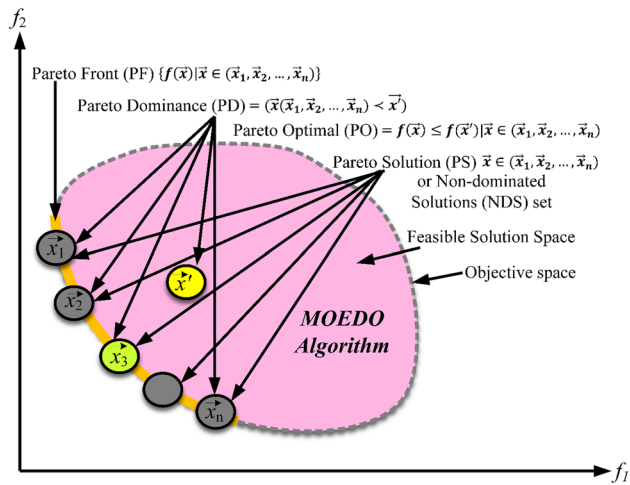 f₂
Pareto Front (PF) {f(x⃗)|x⃗ ∈ (x⃗₁, x⃗₂, …, x⃗ₙ)}
Pareto Dominance (PD) = (x⃗(x⃗₁, x⃗₂, …, x⃗ₙ) ≺ x⃗′)
Pareto Optimal (PO) = f(x⃗) ≤ f(x⃗′)|x⃗ ∈ (x⃗₁, x⃗₂, …, x⃗ₙ)
Pareto Solution (PS) x⃗ ∈ (x⃗₁, x⃗₂, …, x⃗ₙ)
or Non-dominated
Solutions (NDS) set
Feasible Solution Space
Objective space
x⃗₁
x⃗′
x⃗₂
MOEDO
Algorithm
x⃗₃
x⃗ₙ
f₁